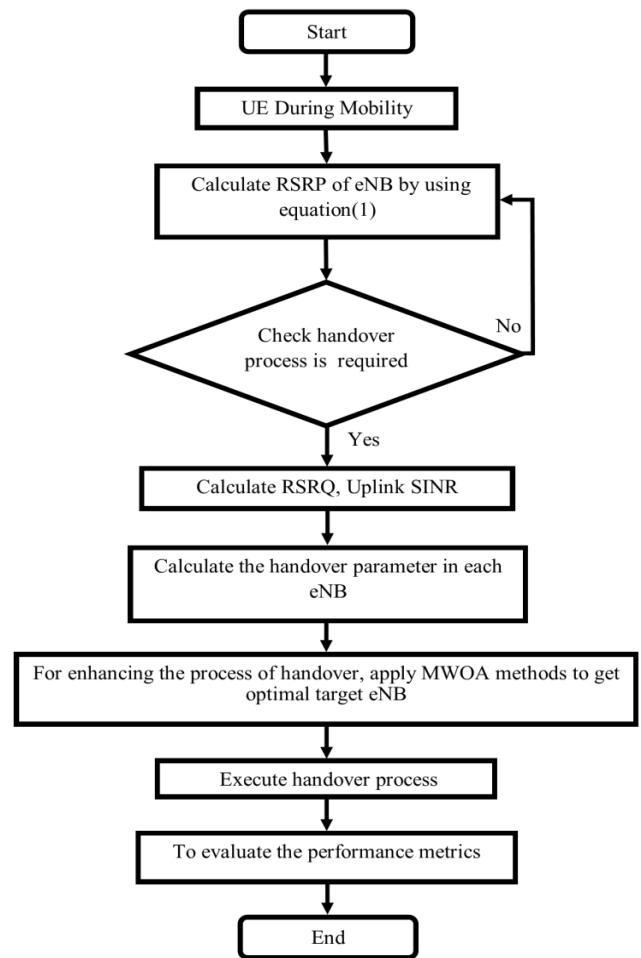 Start
UE During Mobility
Calculate RSRP of eNB by using
equation(1)
No
Check handover
process is required
Yes
Calculate RSRQ, Uplink SINR
Calculate the handover parameter in each
eNB
For enhancing the process of handover, apply MWOA methods to get
optimal target eNB
Execute handover process
To evaluate the performance metrics
End